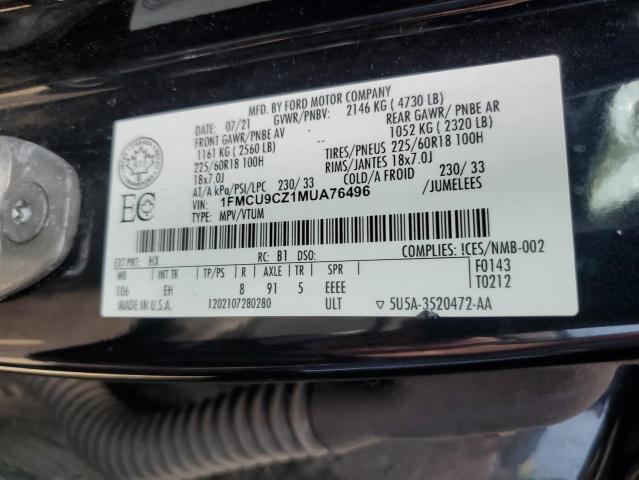 MFD. BY FORD MOTOR COMPANY
DATE: 07/21 GVWR/PNBV: 2146 KG ( 4730 LB)
FRONT GAWR/PNBE AV REAR GAWR/ PNBE AR
1161 KG ( 2560 LB) 1052 KG ( 2320 LB)
225/60R18 100H TIRES/PNEUS 225/60R18 100H
18x7.0J RIMS/JANTES 18x7.0J
AT/A kPa/PSI/LPC 230/ 33 COLD/A FROID 230/ 33
VIN: 1FMCU9CZ1MUA76496 /JUMELEES
TYPE: MPV/VTUM
EC
EXT PNT: HX RC: B1 DSO: COMPLIES: ICES/NMB-002
WB INT TR TP/PS R AXLE TR SPR F0143
106 EH 8 91 5 EEEE T0212
MADE IN U.S.A. 1202107280280 ULT ▽ 5U5A-3520472-AA